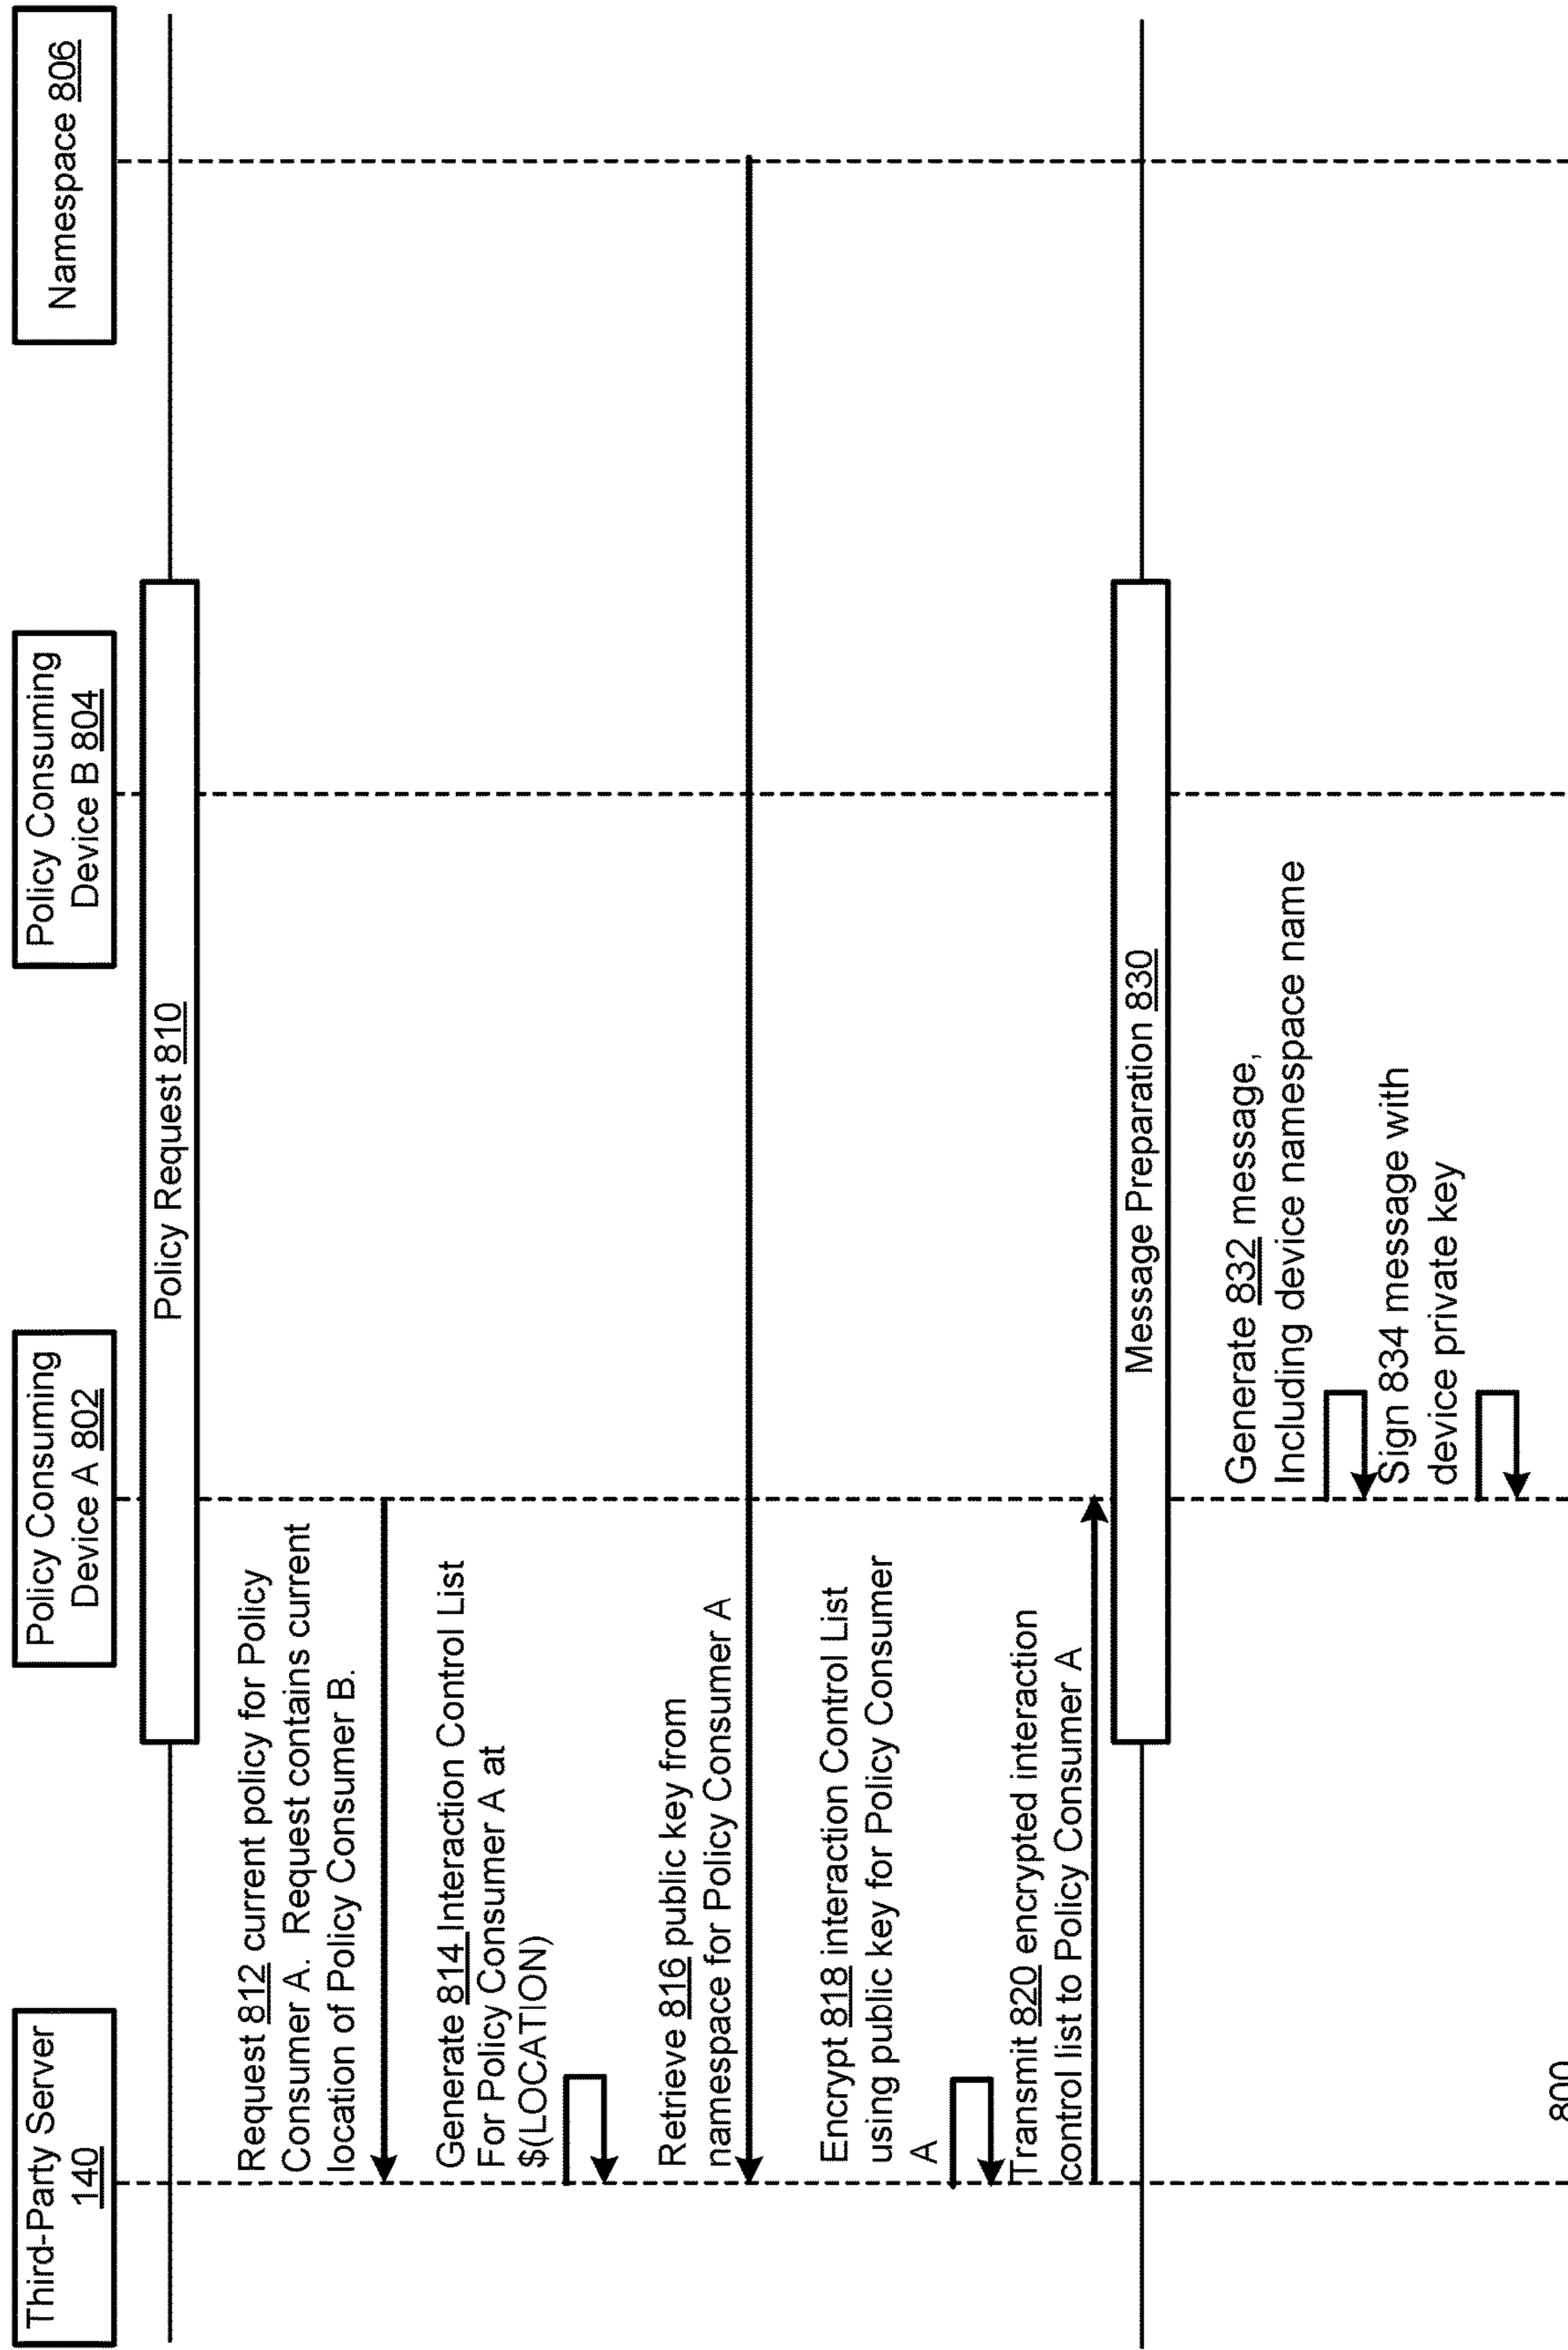 Third-Party Server
140
Policy Consuming
Device A 802
Policy Consuming
Device B 804
Namespace 806
Policy Request 810
Request 812 current policy for Policy
Consumer A. Request contains current
location of Policy Consumer B.
Generate 814 Interaction Control List
For Policy Consumer A at
$(LOCATION)
Retrieve 816 public key from
namespace for Policy Consumer A
Encrypt 818 interaction Control List
using public key for Policy Consumer
A
Transmit 820 encrypted interaction
control list to Policy Consumer A
Message Preparation 830
Generate 832 message,
Including device namespace name
Sign 834 message with
device private key
800